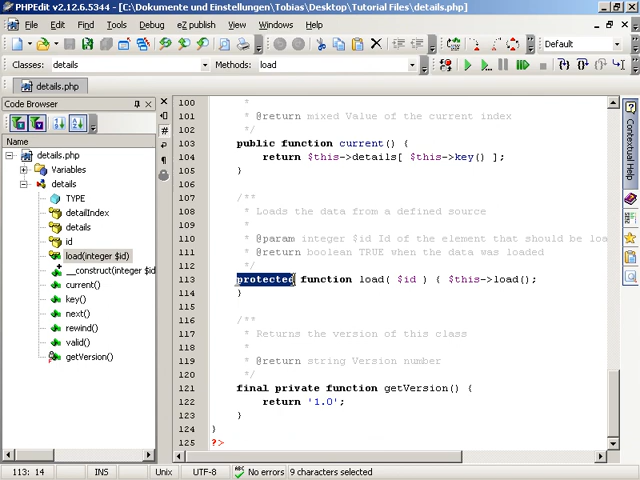 PHPEdit v2.12.6.5344 - [C:\Dokumente und Einstellungen\Tobias\Desktop\Tutorial Files\details.php]
File Edit Go To Tools Debug eZ publish View Windows Help
Default
Classes: details Methods: load
details.php
Code Browser
Name
details.php
Variables
details
TYPE
detailIndex
details
id
load(integer $id)
__construct(integer $id
current()
key()
next()
rewind()
valid()
getVersion()
100 *
101 * @return mixed Value of the current index
102 */
103 public function current() {
104 return $this->details[ $this->key() ];
105 }
106
107 /**
108 * Loads the data from a defined source
109 *
110 * @param integer $id Id of the element that should be loa
111 * @return boolean TRUE when the data was loaded
112 */
113 protected function load( $id ) { $this->load();
114 }
115
116 /**
117 * Returns the version of this class
118 *
119 * @return string Version number
120 */
121 final private function getVersion() {
122 return '1.0';
123 }
124 }
125 ?>
Contextual Help
113: 14 INS Unix UTF-8 No errors 9 characters selected